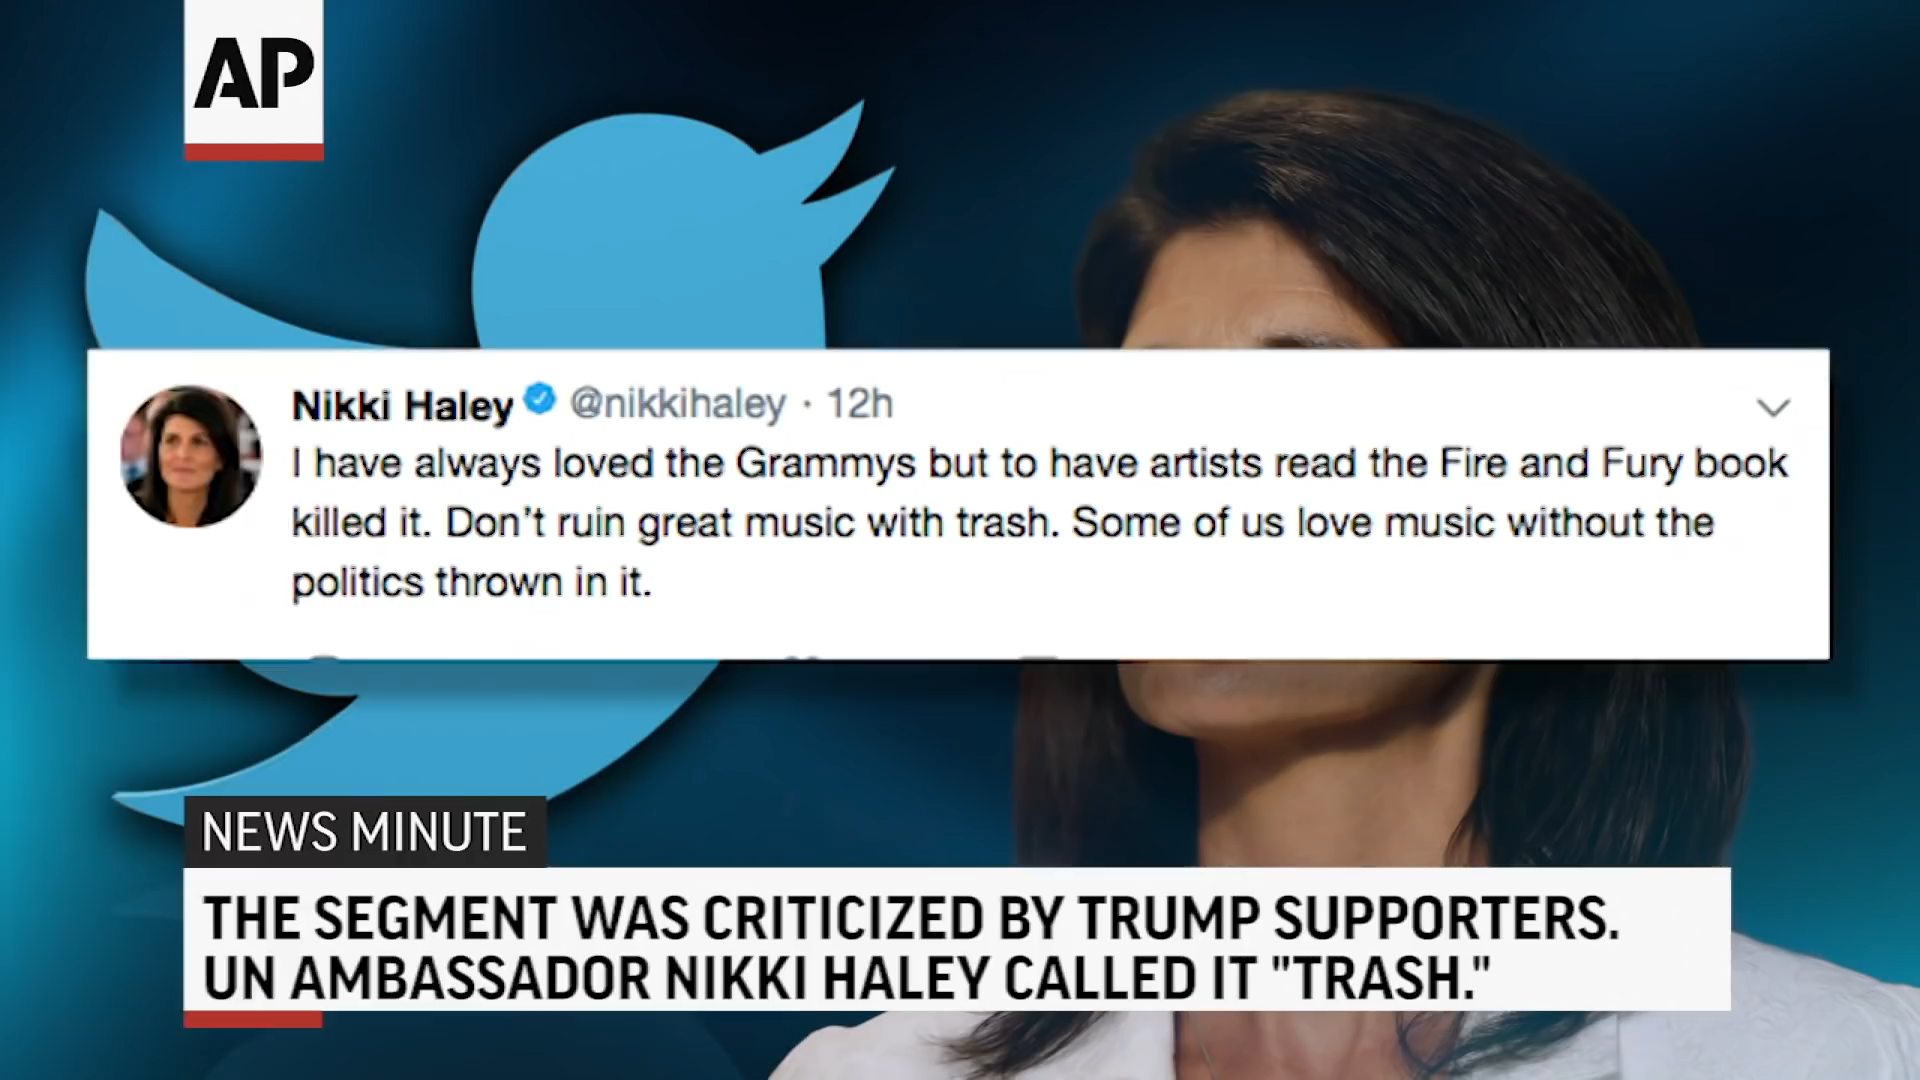 AP
Nikki Haley @nikkihaley · 12h
I have always loved the Grammys but to have artists read the Fire and Fury book
killed it. Don't ruin great music with trash. Some of us love music without the
politics thrown in it.
NEWS MINUTE
THE SEGMENT WAS CRITICIZED BY TRUMP SUPPORTERS.
UN AMBASSADOR NIKKI HALEY CALLED IT "TRASH."